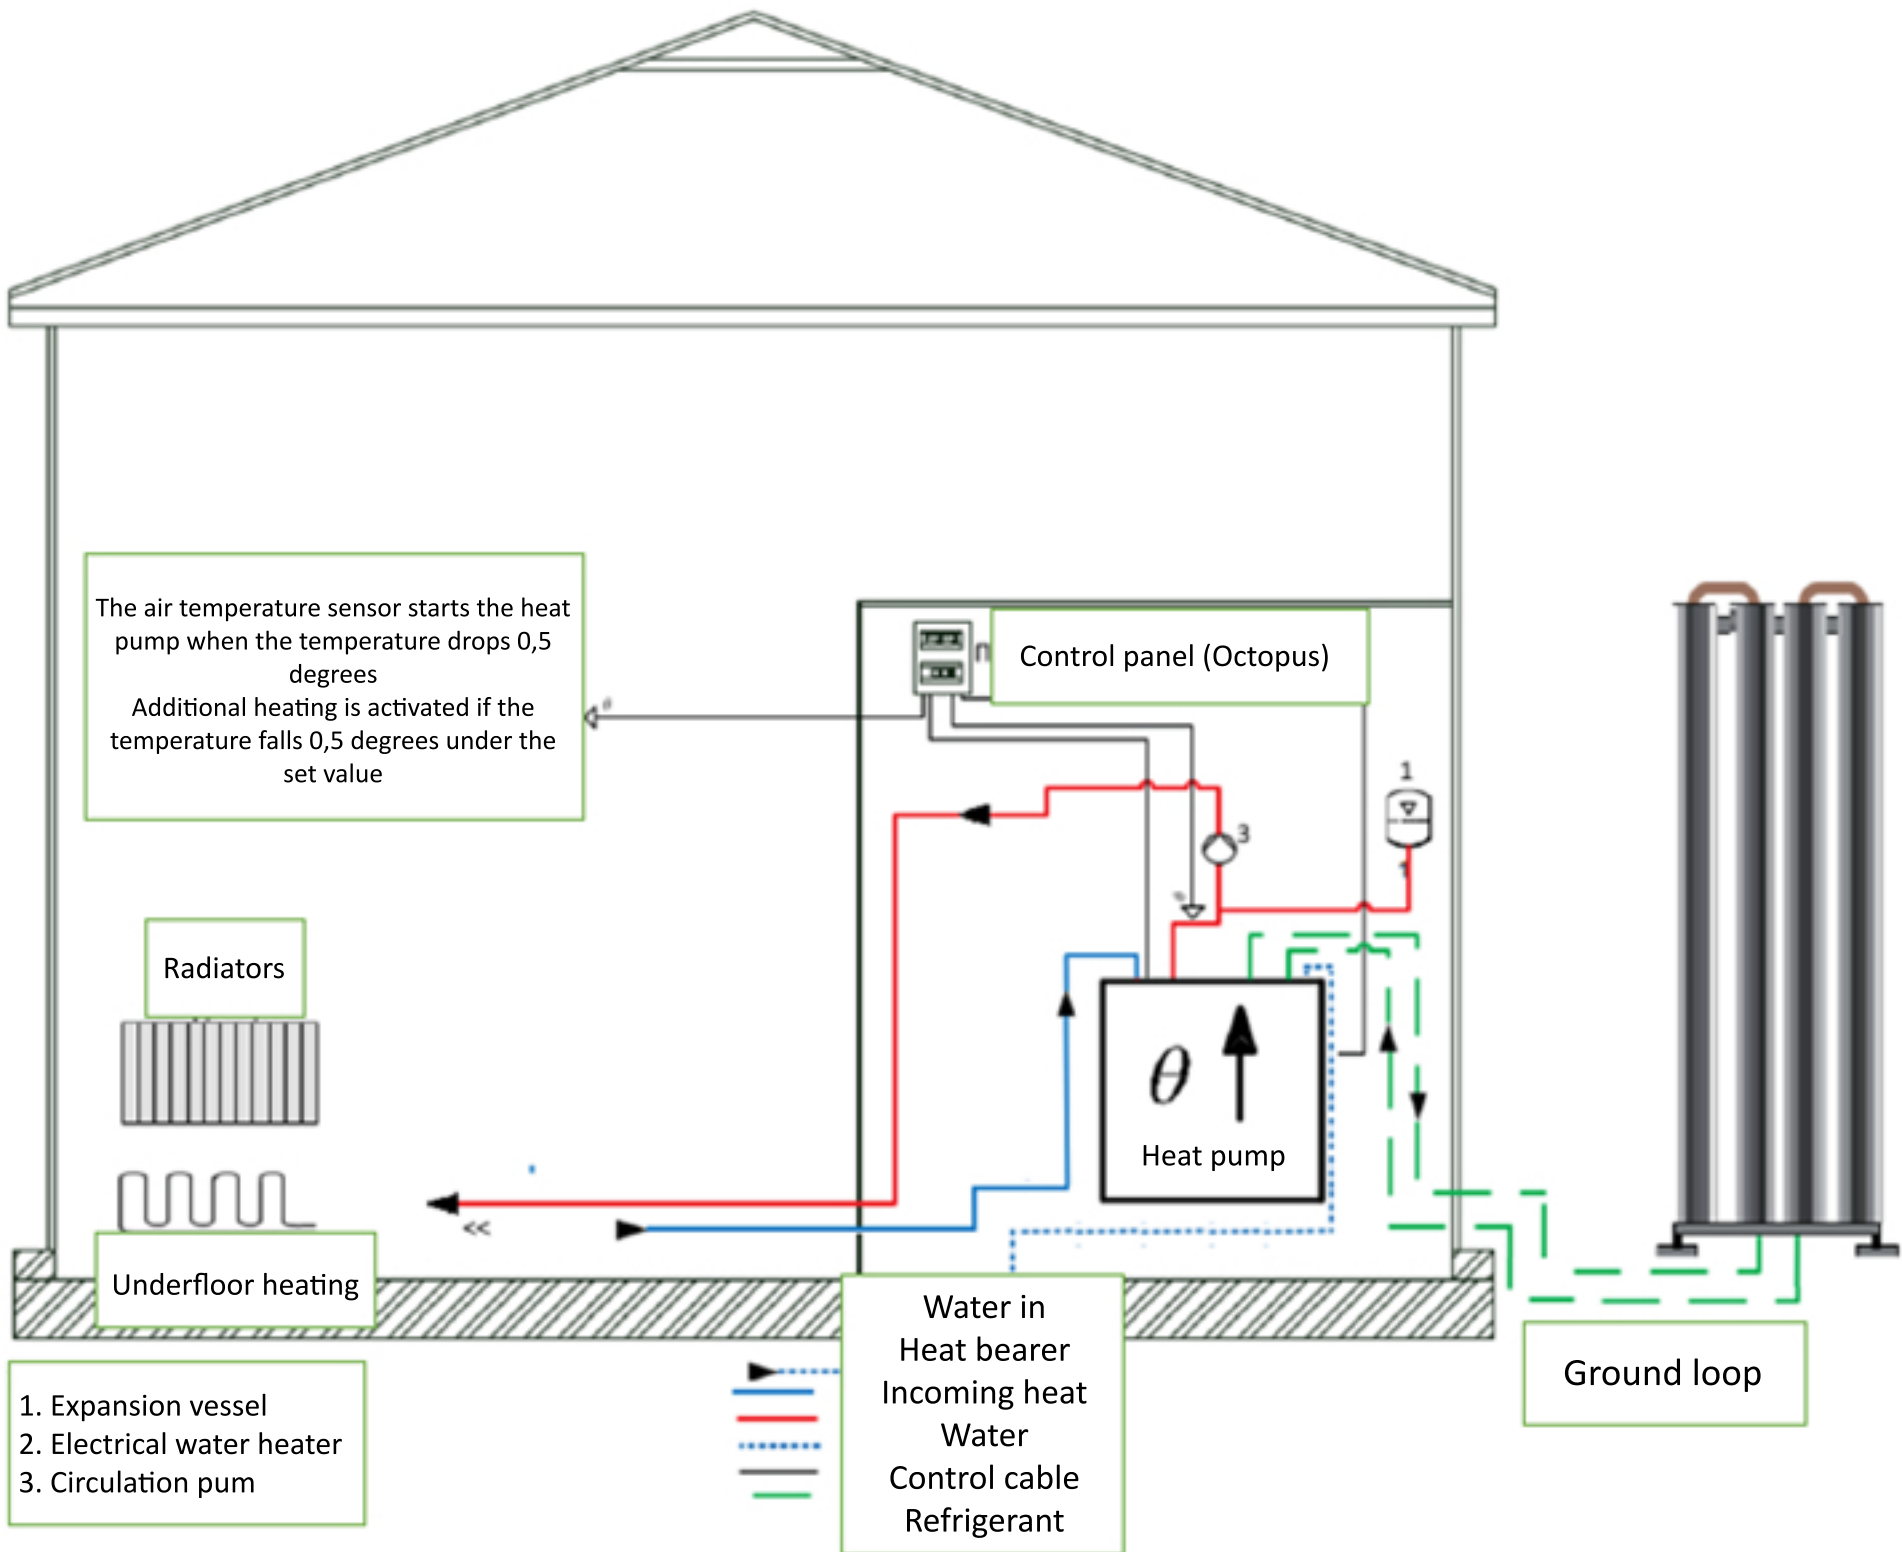 The air temperature sensor starts the heat
pump when the temperature drops 0,5
degrees
Additional heating is activated if the
temperature falls 0,5 degrees under the
set value
Control panel (Octopus)
1
3
Radiators
θ
Heat pump
<<
Underfloor heating
Water in
Heat bearer
Incoming heat
Water
Control cable
Refrigerant
Ground loop
1. Expansion vessel
2. Electrical water heater
3. Circulation pum